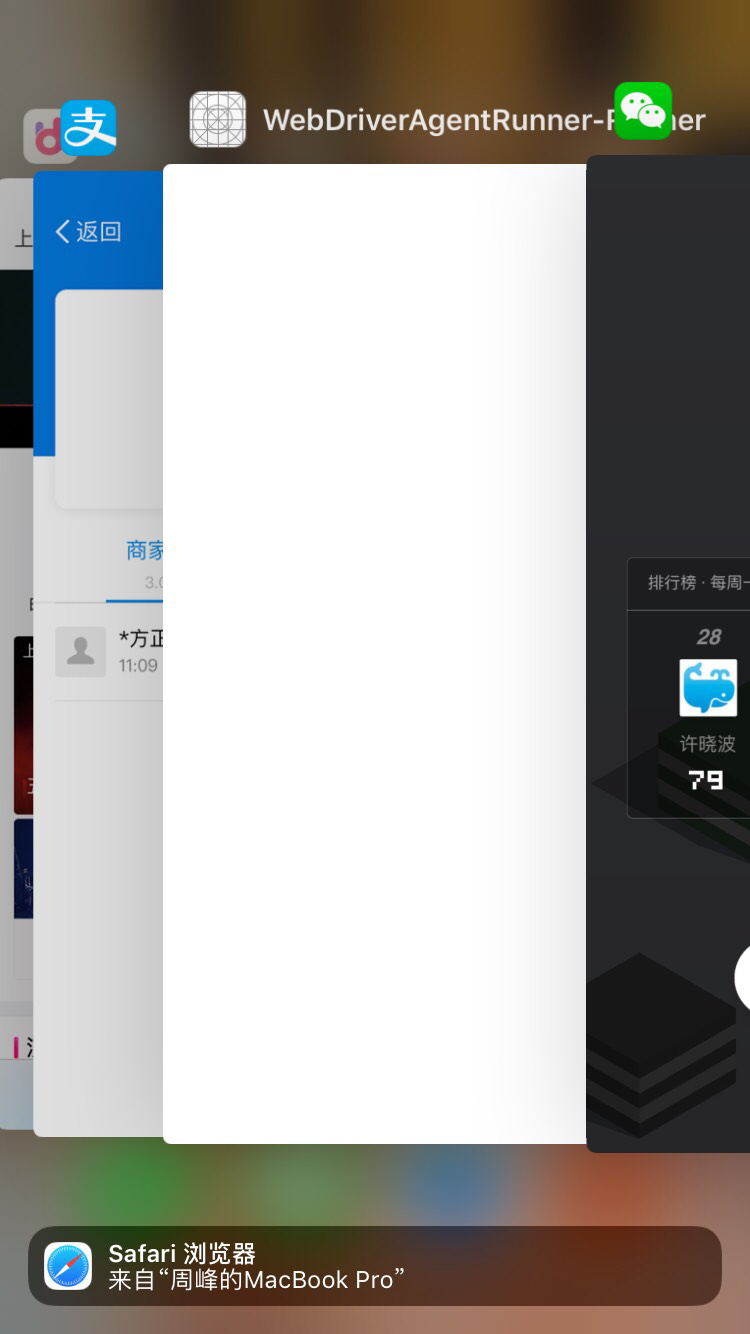 WebDriverAgentRunner-R
er
上
返回
商家
3.0
*方正
11:09
排行榜 · 每周一
28
许晓波
79
上
Safari 浏览器
来自“周峰的MacBook Pro”